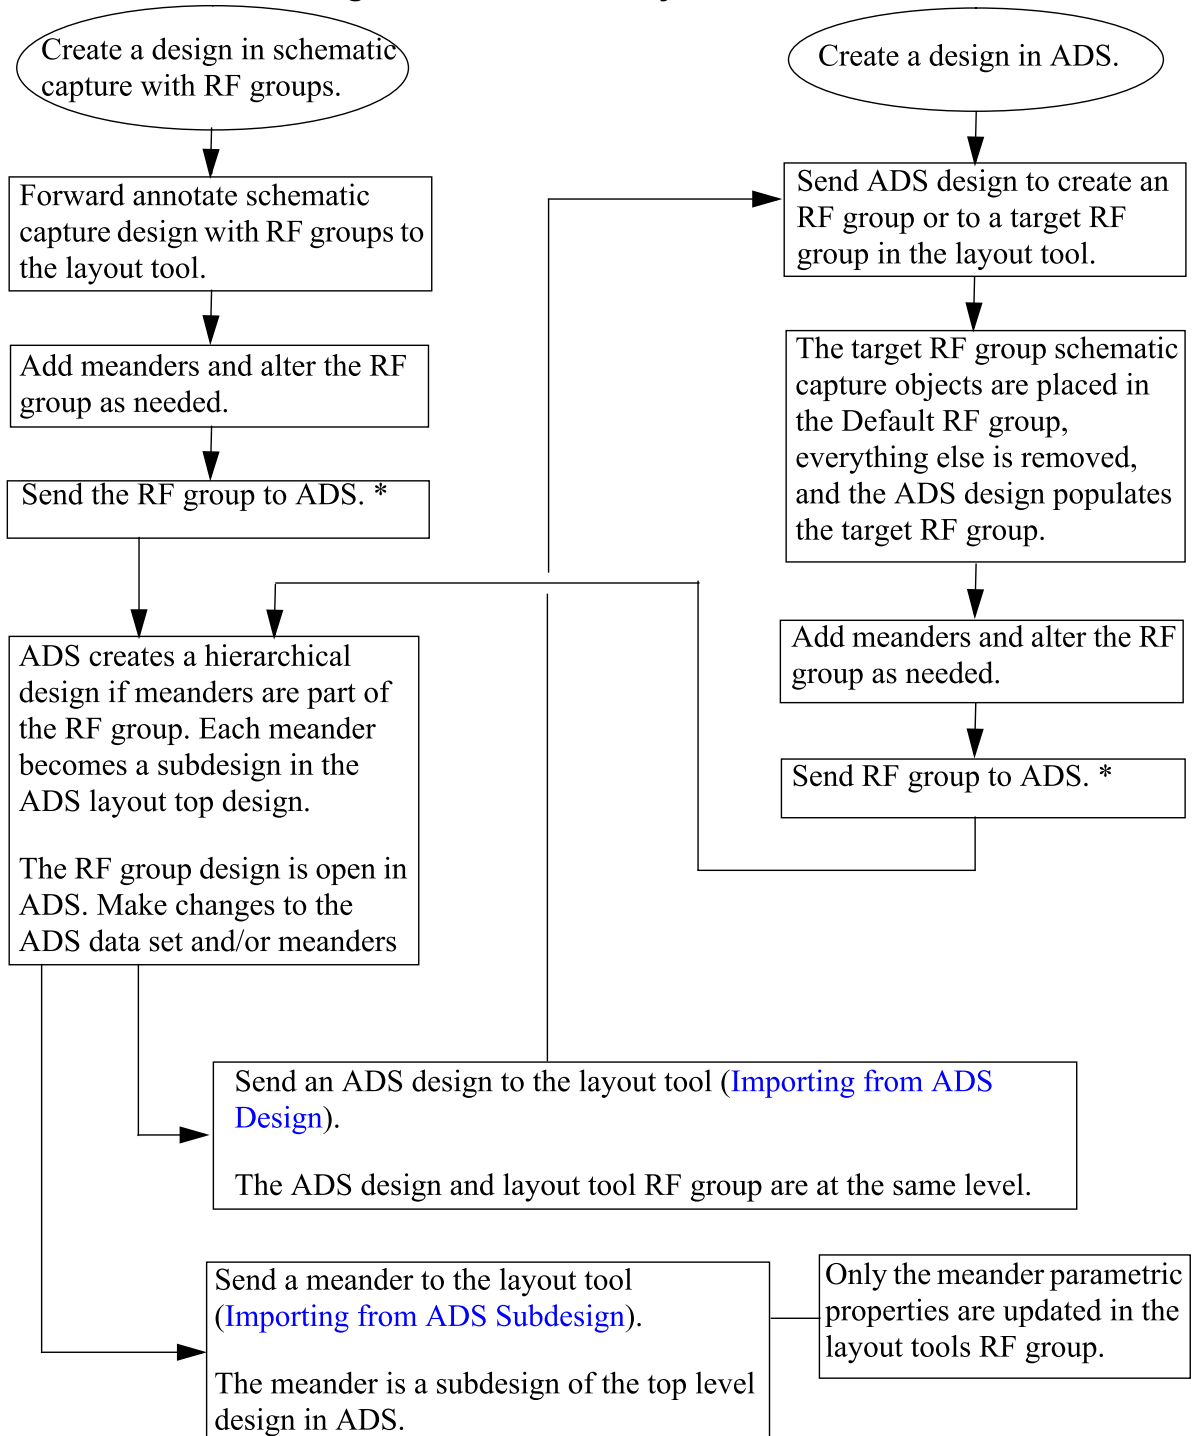 Create a design in schematic
capture with RF groups.
Forward annotate schematic
capture design with RF groups to
the layout tool.
Add meanders and alter the RF
group as needed.
Send the RF group to ADS. *
ADS creates a hierarchical
design if meanders are part of
the RF group. Each meander
becomes a subdesign in the
ADS layout top design.
The RF group design is open in
ADS. Make changes to the
ADS data set and/or meanders
Create a design in ADS.
Send ADS design to create an
RF group or to a target RF
group in the layout tool.
The target RF group schematic
capture objects are placed in
the Default RF group,
everything else is removed,
and the ADS design populates
the target RF group.
Add meanders and alter the RF
group as needed.
Send RF group to ADS. *
Send an ADS design to the layout tool (Importing from ADS
Design).
The ADS design and layout tool RF group are at the same level.
Send a meander to the layout tool
(Importing from ADS Subdesign).
The meander is a subdesign of the top level
design in ADS.
Only the meander parametric
properties are updated in the
layout tools RF group.